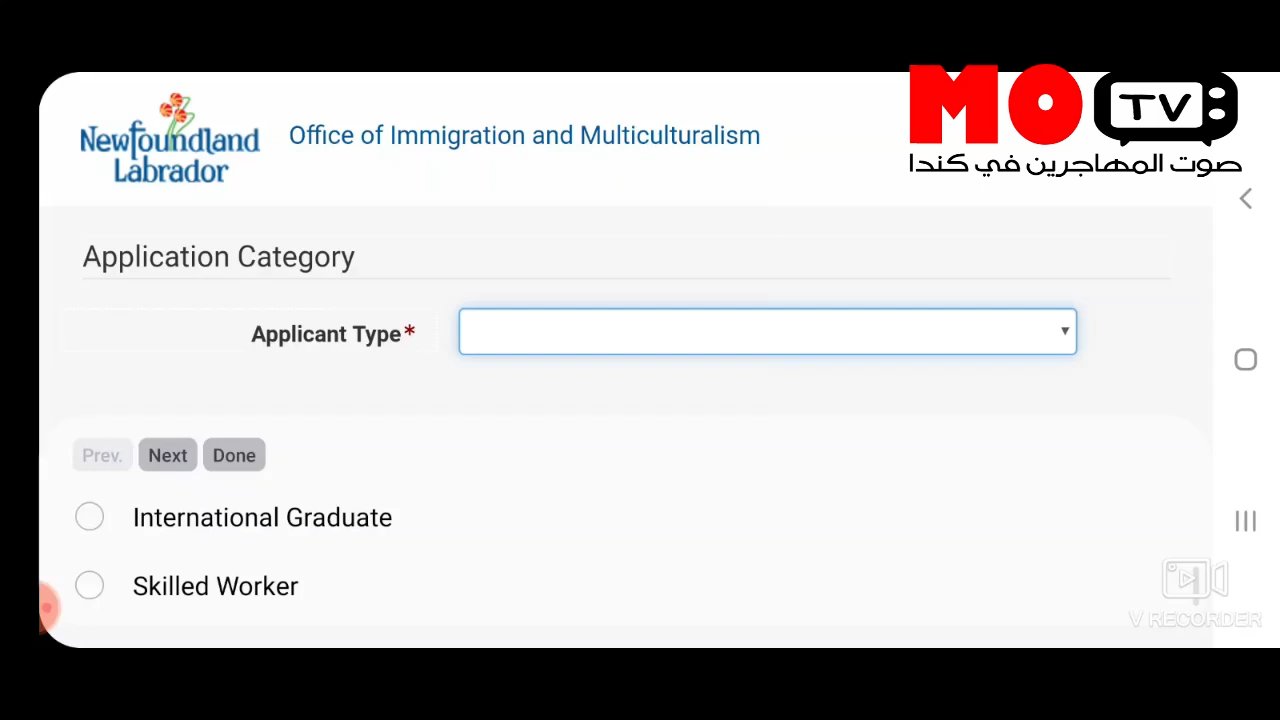 MO TV
صوت المهاجرين في كندا
Newfoundland
Labrador
Office of Immigration and Multiculturalism
Application Category
Applicant Type*
Prev. Next Done
International Graduate
Skilled Worker
V RECORDER